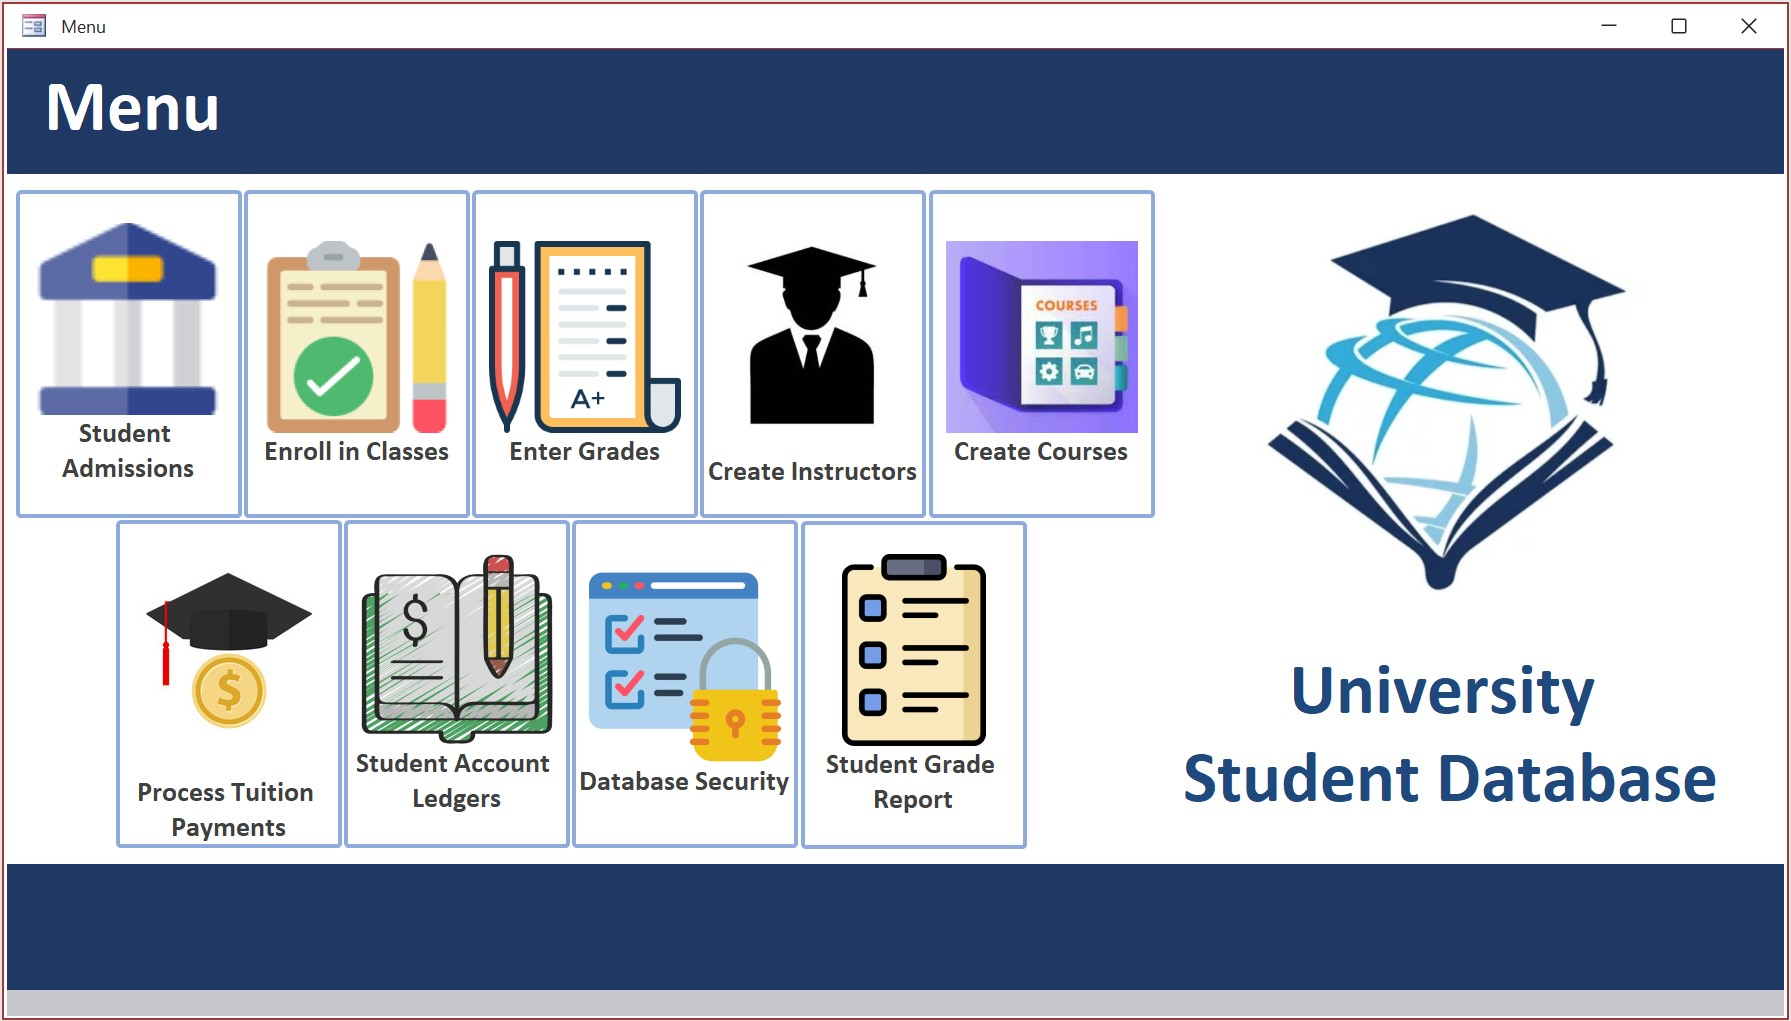 Menu
Menu
Student
Admissions
Enroll in Classes
A+
Enter Grades
Create Instructors
COURSES
Create Courses
$
Process Tuition
Payments
$
Student Account
Ledgers
Database Security
Student Grade
Report
University
Student Database